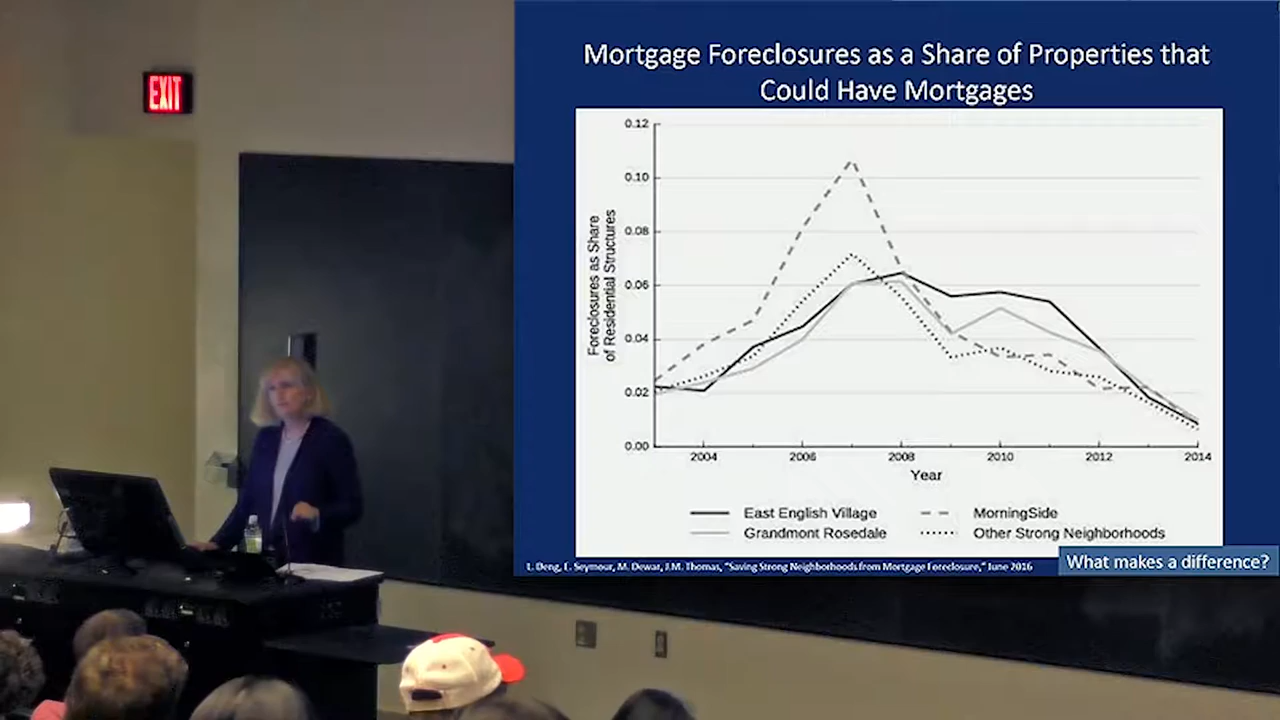 EXIT
Mortgage Foreclosures as a Share of Properties that
Could Have Mortgages
0.12
0.10
0.08
0.06
0.04
0.02
0.00
Foreclosures as Share
of Residential Structures
2004 2006 2008 2010 2012 2014
Year
East English Village
MorningSide
Grandmont Rosedale
Other Strong Neighborhoods
L. Deng, E. Seymour, M. Dewar, J.M. Thomas, "Saving Strong Neighborhoods from Mortgage Foreclosure," June 2016
What makes a difference?